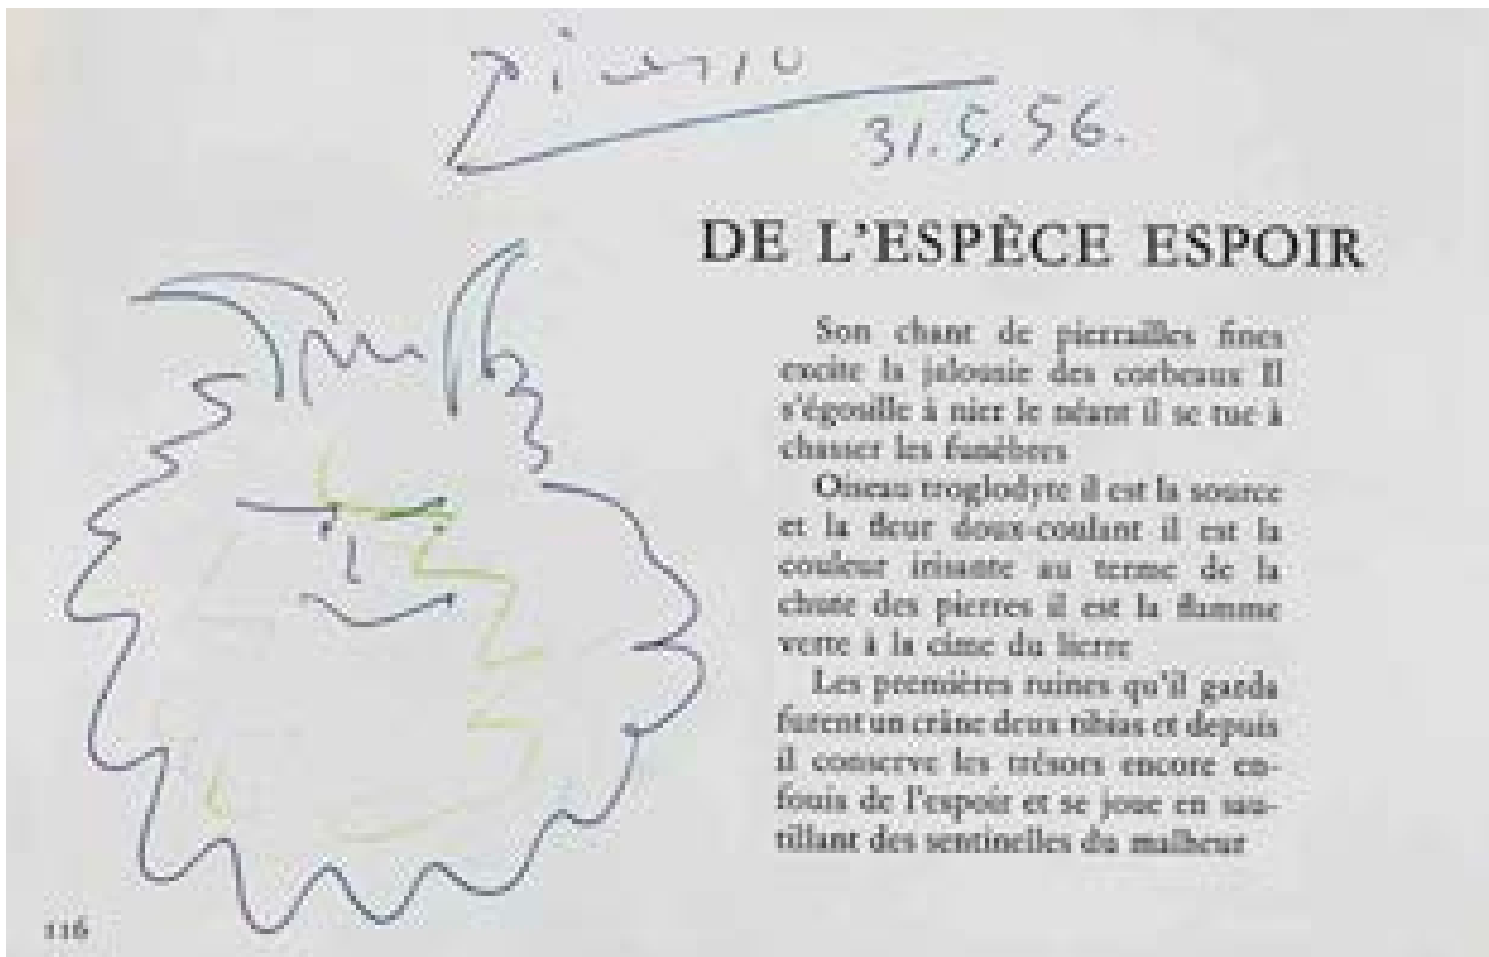 Picasso
31.5.56.
DE L'ESPÈCE ESPOIR
Son chant de pierrailles fines
excite la jalousie des corbeaux Il
s'égosille à nier le néant il se tue à
chasser les funèbres
Oiseau troglodyte il est la source
et la fleur doux-coulant il est la
couleur irisante au terme de la
chute des pierres il est la flamme
verte à la cime du lierre
Les premières ruines qu'il garda
furent un crâne deux tibias et depuis
il conserve les trésors encore en-
fouis de l'espoir et se joue en sau-
tillant des sentinelles du malheur
116